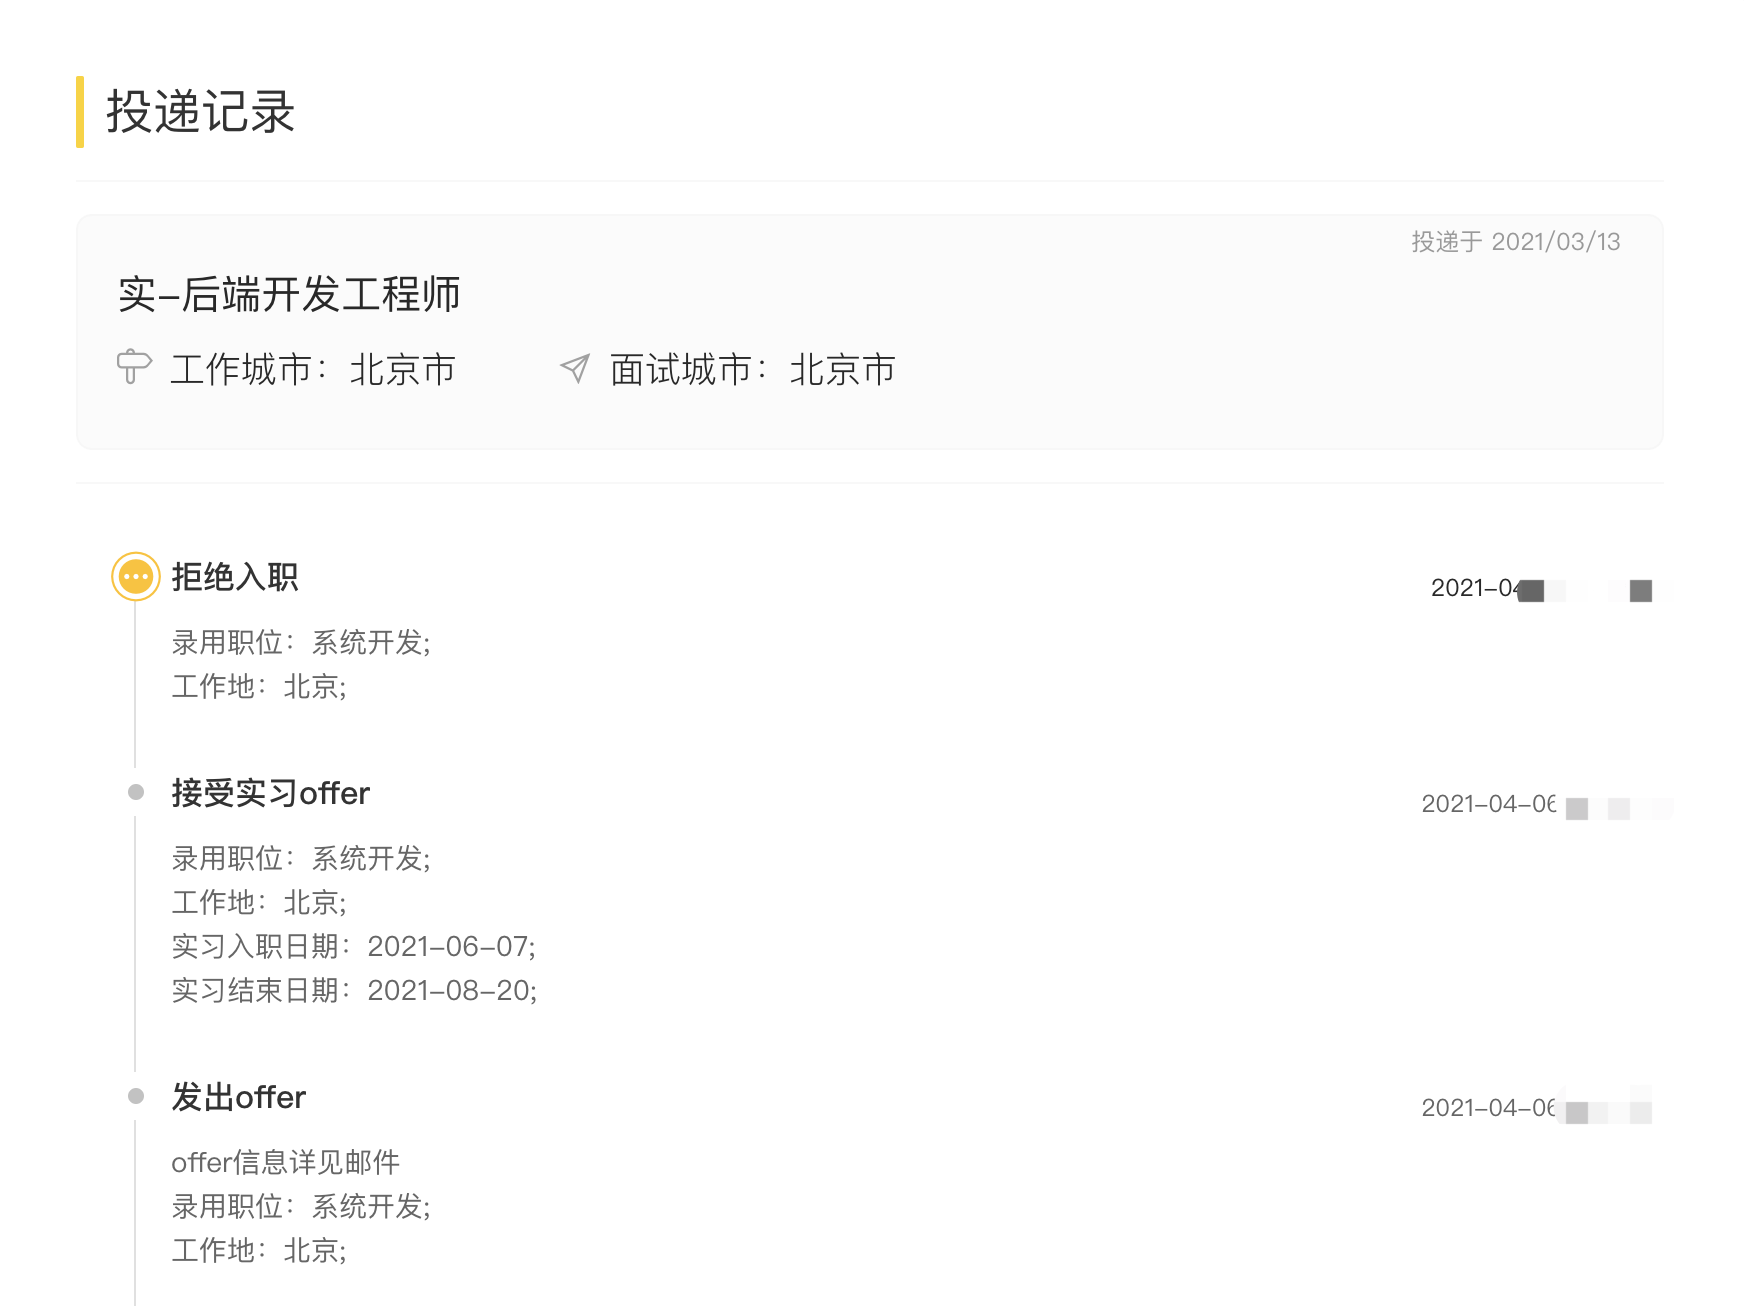 投递记录
投递于 2021/03/13
实-后端开发工程师
工作城市：北京市 面试城市：北京市
拒绝入职 2021-04
录用职位：系统开发;
工作地：北京;
接受实习offer 2021-04-06
录用职位：系统开发;
工作地：北京;
实习入职日期：2021-06-07;
实习结束日期：2021-08-20;
发出offer 2021-04-06
offer信息详见邮件
录用职位：系统开发;
工作地：北京;